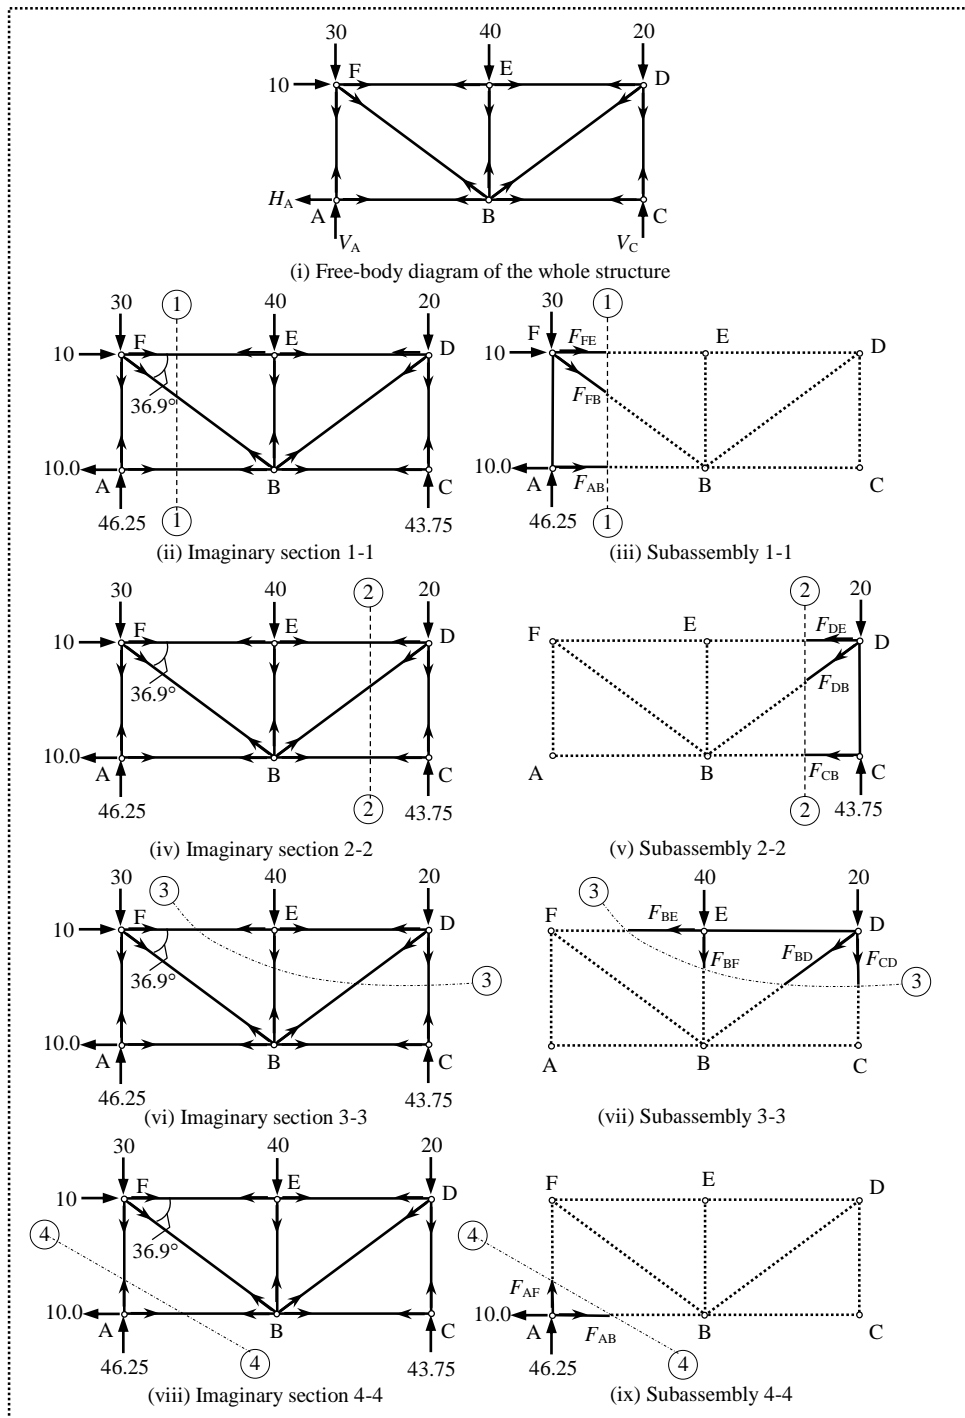 30 40 20
10 F E D
H_A A B C
V_A V_C
(i) Free-body diagram of the whole structure
30 1 40 20
10 F E D
36.9°
10.0 A B C
46.25 1 43.75
(ii) Imaginary section 1-1
30 1
F F_FE E D
10
F_FB
10.0 A F_AB B C
46.25 1
(iii) Subassembly 1-1
30 40 2 20
10 F E D
36.9°
10.0 A B C
46.25 2 43.75
(iv) Imaginary section 2-2
2 20
F E F_DE D
F_DB
A B F_CB C
2 43.75
(v) Subassembly 2-2
30 3 40 20
10 F E D
36.9° 3
10.0 A B C
46.25 43.75
(vi) Imaginary section 3-3
3 40 20
F F_BE E D
F_BF F_BD F_CD 3
A B C
(vii) Subassembly 3-3
30 40 20
10 F E D
4 36.9°
10.0 A B C
46.25 4 43.75
(viii) Imaginary section 4-4
F E D
4
F_AF
10.0 A F_AB B C
46.25 4
(ix) Subassembly 4-4